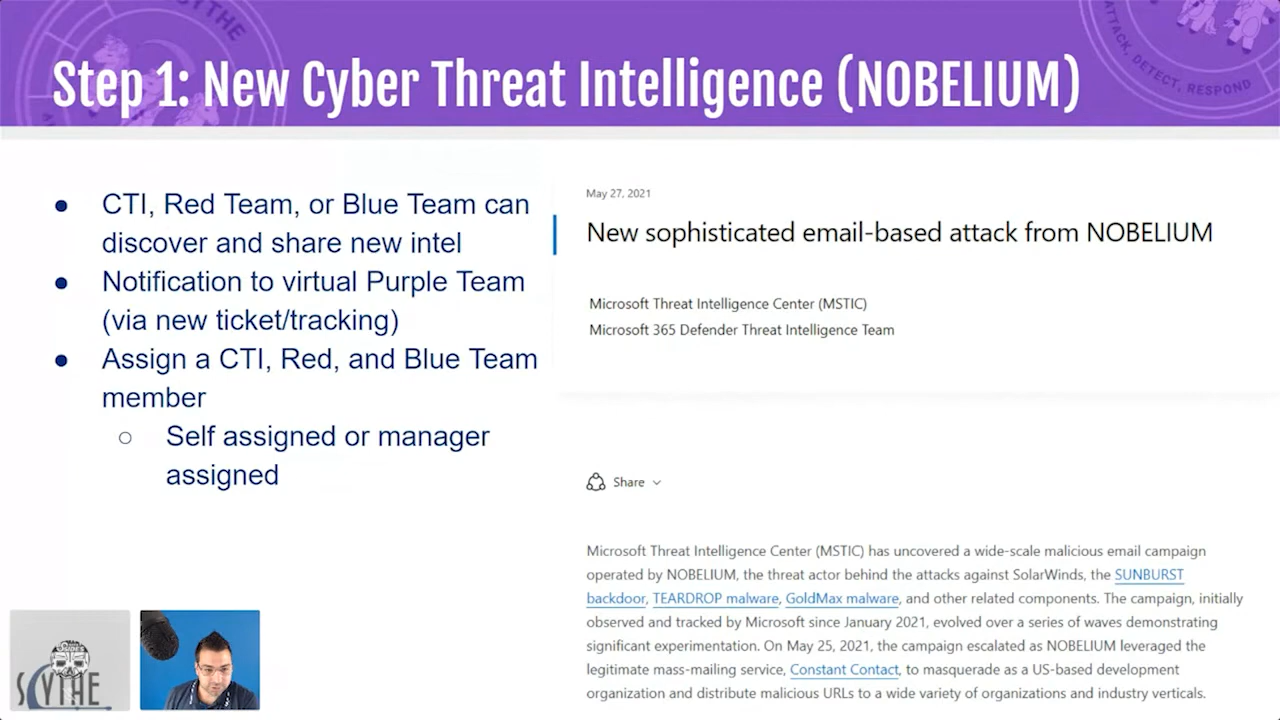 Step 1: New Cyber Threat Intelligence (NOBELIUM)
ATTACK, DETECT, RESPOND
● CTI, Red Team, or Blue Team can
discover and share new intel
● Notification to virtual Purple Team
(via new ticket/tracking)
● Assign a CTI, Red, and Blue Team
member
○ Self assigned or manager
assigned
May 27, 2021
New sophisticated email-based attack from NOBELIUM
Microsoft Threat Intelligence Center (MSTIC)
Microsoft 365 Defender Threat Intelligence Team
Share
Microsoft Threat Intelligence Center (MSTIC) has uncovered a wide-scale malicious email campaign
operated by NOBELIUM, the threat actor behind the attacks against SolarWinds, the SUNBURST
backdoor, TEARDROP malware, GoldMax malware, and other related components. The campaign, initially
observed and tracked by Microsoft since January 2021, evolved over a series of waves demonstrating
significant experimentation. On May 25, 2021, the campaign escalated as NOBELIUM leveraged the
legitimate mass-mailing service, Constant Contact, to masquerade as a US-based development
organization and distribute malicious URLs to a wide variety of organizations and industry verticals.
SCYTHE